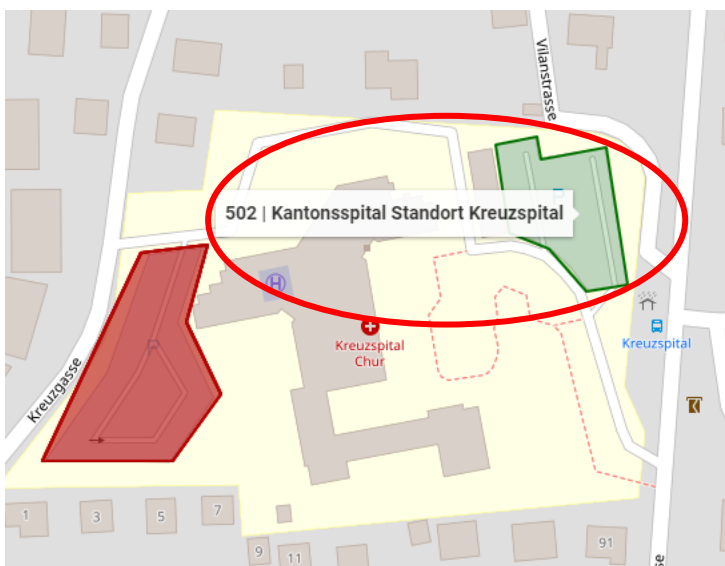 Vilanstrasse
502 | Kantonsspital Standort Kreuzspital
H
Kreuzspital
Chur
Kreuzspital
Kreuzgasse
1
3
5
7
9
11
91